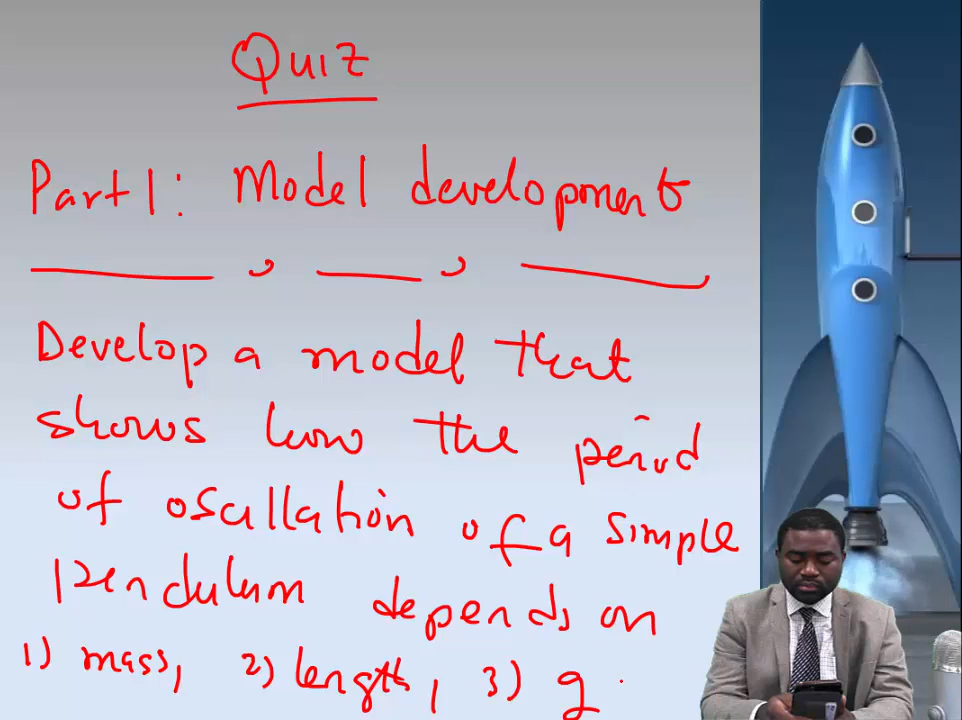 Quiz
Part 1: Model development
Develop a model that
shows how the period
of oscillation of a simple
pendulum depends on
1) mass, 2) length, 3) g.